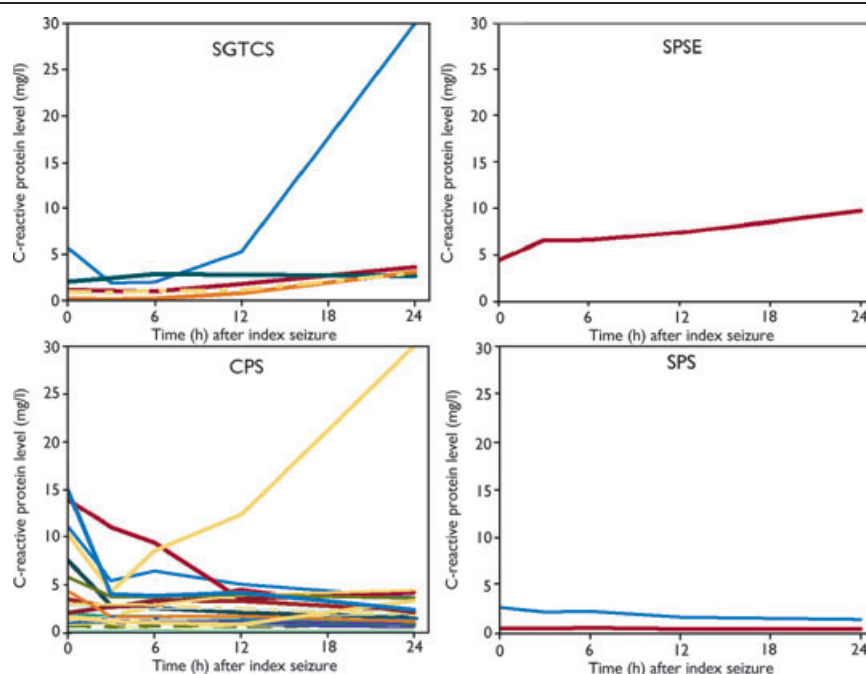 SGTCS
C-reactive protein level (mg/l)
30
25
20
15
10
5
0
0 6 12 18 24
Time (h) after index seizure
SPSE
C-reactive protein level (mg/l)
30
25
20
15
10
5
0
0 6 12 18 24
Time (h) after index seizure
CPS
C-reactive protein level (mg/l)
30
25
20
15
10
5
0
0 6 12 18 24
Time (h) after index seizure
SPS
C-reactive protein level (mg/l)
30
25
20
15
10
5
0
0 6 12 18 24
Time (h) after index seizure